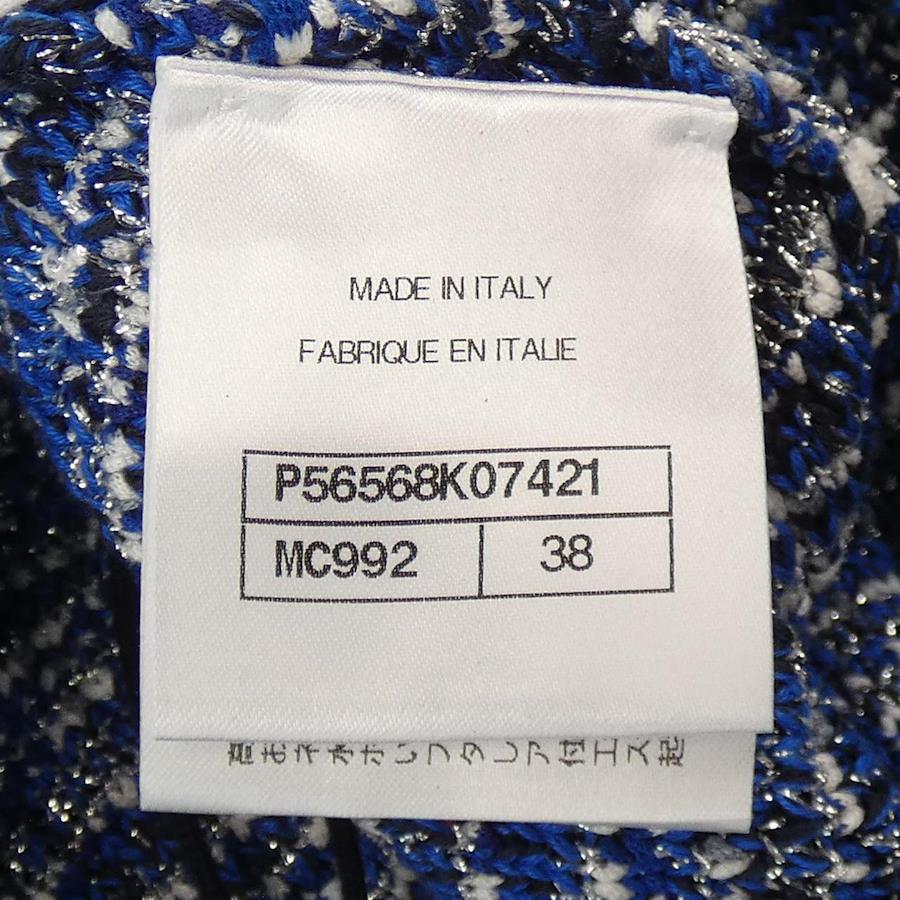 MADE IN ITALY
FABRIQUE EN ITALIE
P56568K07421
MC992 38